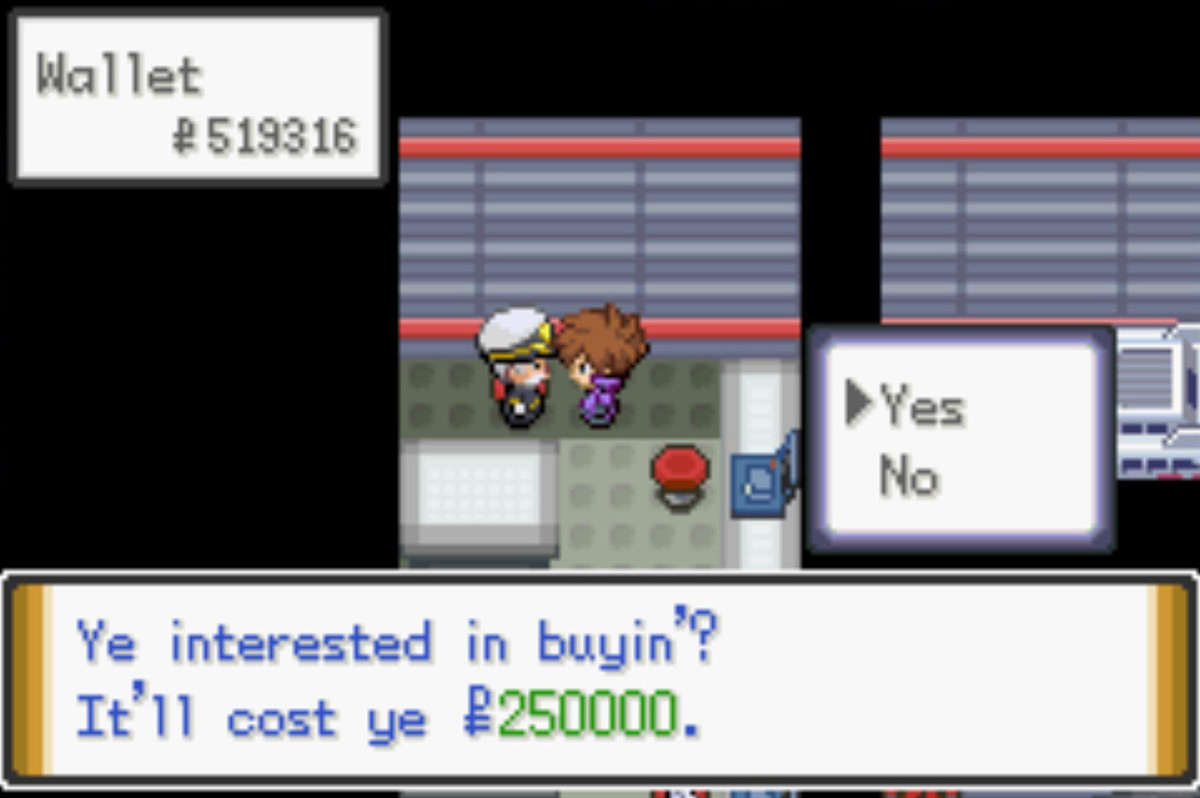 Wallet
₽519316
Yes
No
Ye interested in buyin'?
It'll cost ye ₽250000.